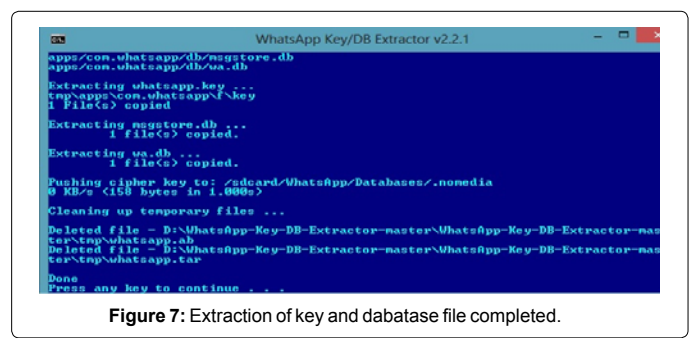 WhatsApp Key/DB Extractor v2.2.1
apps/com.whatsapp/db/msgstore.db
apps/com.whatsapp/db/wa.db
Extracting whatsapp.key ...
tmp\apps\com.whatsapp\f\key
1 File(s) copied
Extracting msgstore.db ...
1 file(s) copied.
Extracting wa.db ...
1 file(s) copied.
Pushing cipher key to: /sdcard/WhatsApp/Databases/.nomedia
0 KB/s (158 bytes in 1.000s)
Cleaning up temporary files ...
Deleted file - D:\WhatsApp-Key-DB-Extractor-master\WhatsApp-Key-DB-Extractor-mas
ter\tmp\whatsapp.ab
Deleted file - D:\WhatsApp-Key-DB-Extractor-master\WhatsApp-Key-DB-Extractor-mas
ter\tmp\whatsapp.tar
Done
Press any key to continue . . .
Figure 7: Extraction of key and dabatase file completed.